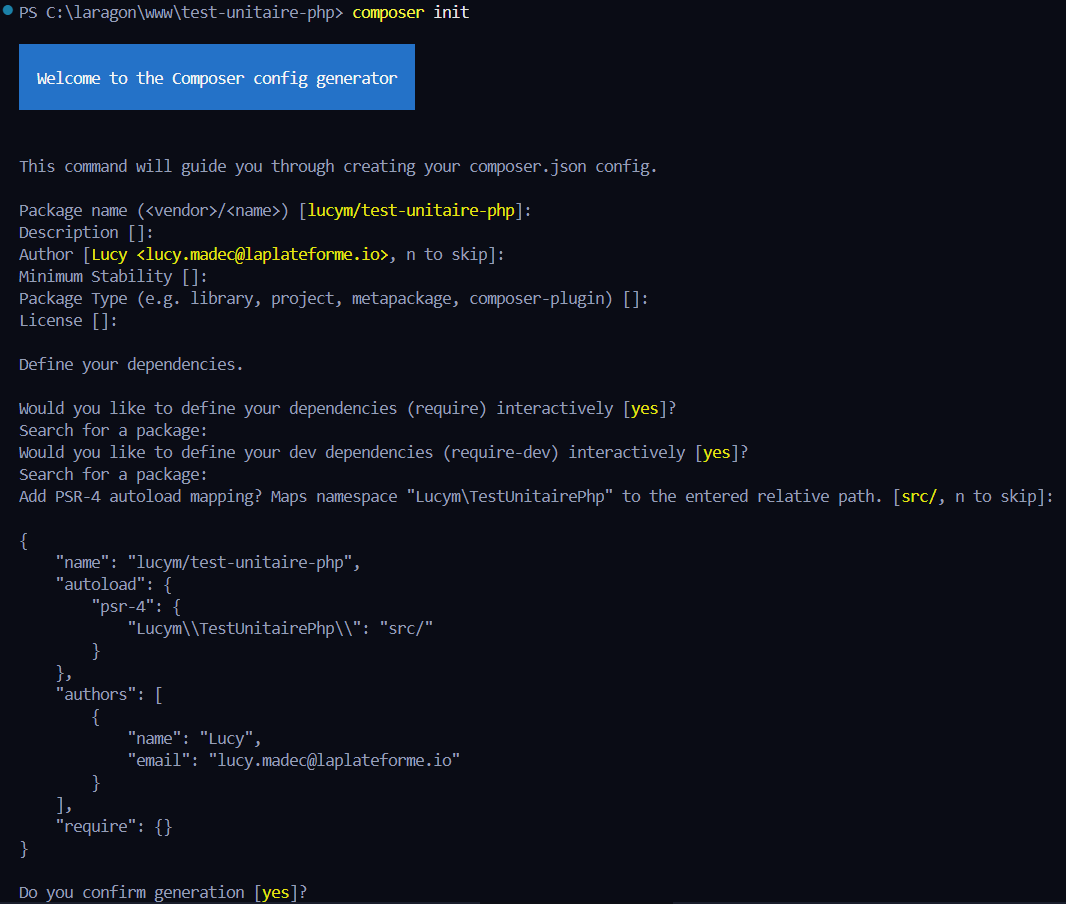 PS C:\laragon\www\test-unitaire-php> composer init
Welcome to the Composer config generator
This command will guide you through creating your composer.json config.
Package name (<vendor>/<name>) [lucym/test-unitaire-php]:
Description []:
Author [Lucy <lucy.madec@laplateforme.io>, n to skip]:
Minimum Stability []:
Package Type (e.g. library, project, metapackage, composer-plugin) []:
License []:
Define your dependencies.
Would you like to define your dependencies (require) interactively [yes]?
Search for a package:
Would you like to define your dev dependencies (require-dev) interactively [yes]?
Search for a package:
Add PSR-4 autoload mapping? Maps namespace "Lucym\TestUnitairePhp" to the entered relative path. [src/, n to skip]:
{
    "name": "lucym/test-unitaire-php",
    "autoload": {
        "psr-4": {
            "Lucym\\TestUnitairePhp\\": "src/"
        }
    },
    "authors": [
        {
            "name": "Lucy",
            "email": "lucy.madec@laplateforme.io"
        }
    ],
    "require": {}
}
Do you confirm generation [yes]?